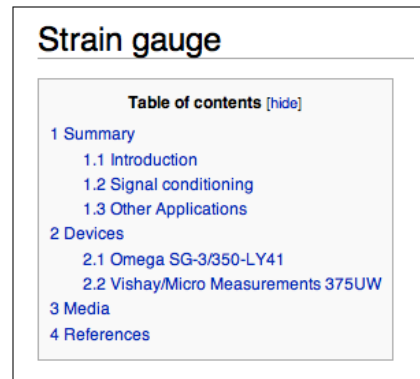 Strain gauge
Table of contents [hide]
1 Summary
1.1 Introduction
1.2 Signal conditioning
1.3 Other Applications
2 Devices
2.1 Omega SG-3/350-LY41
2.2 Vishay/Micro Measurements 375UW
3 Media
4 References